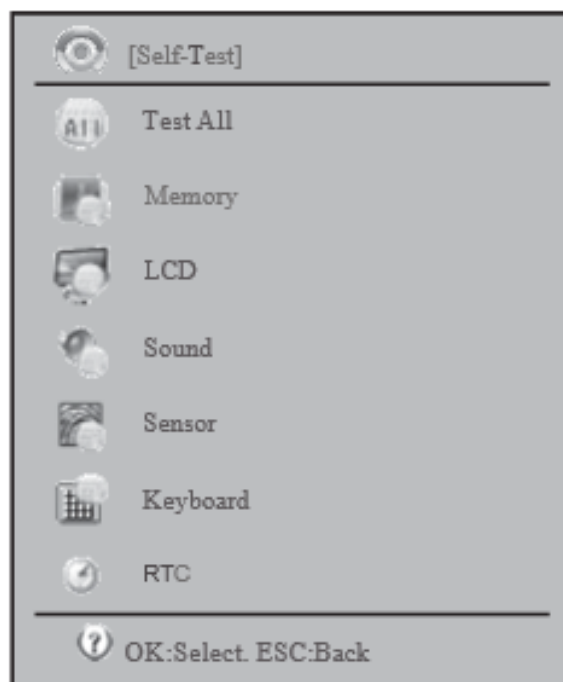 [Self-Test]
All
Test All
Memory
LCD
Sound
Sensor
Keyboard
RTC
? OK:Select. ESC:Back